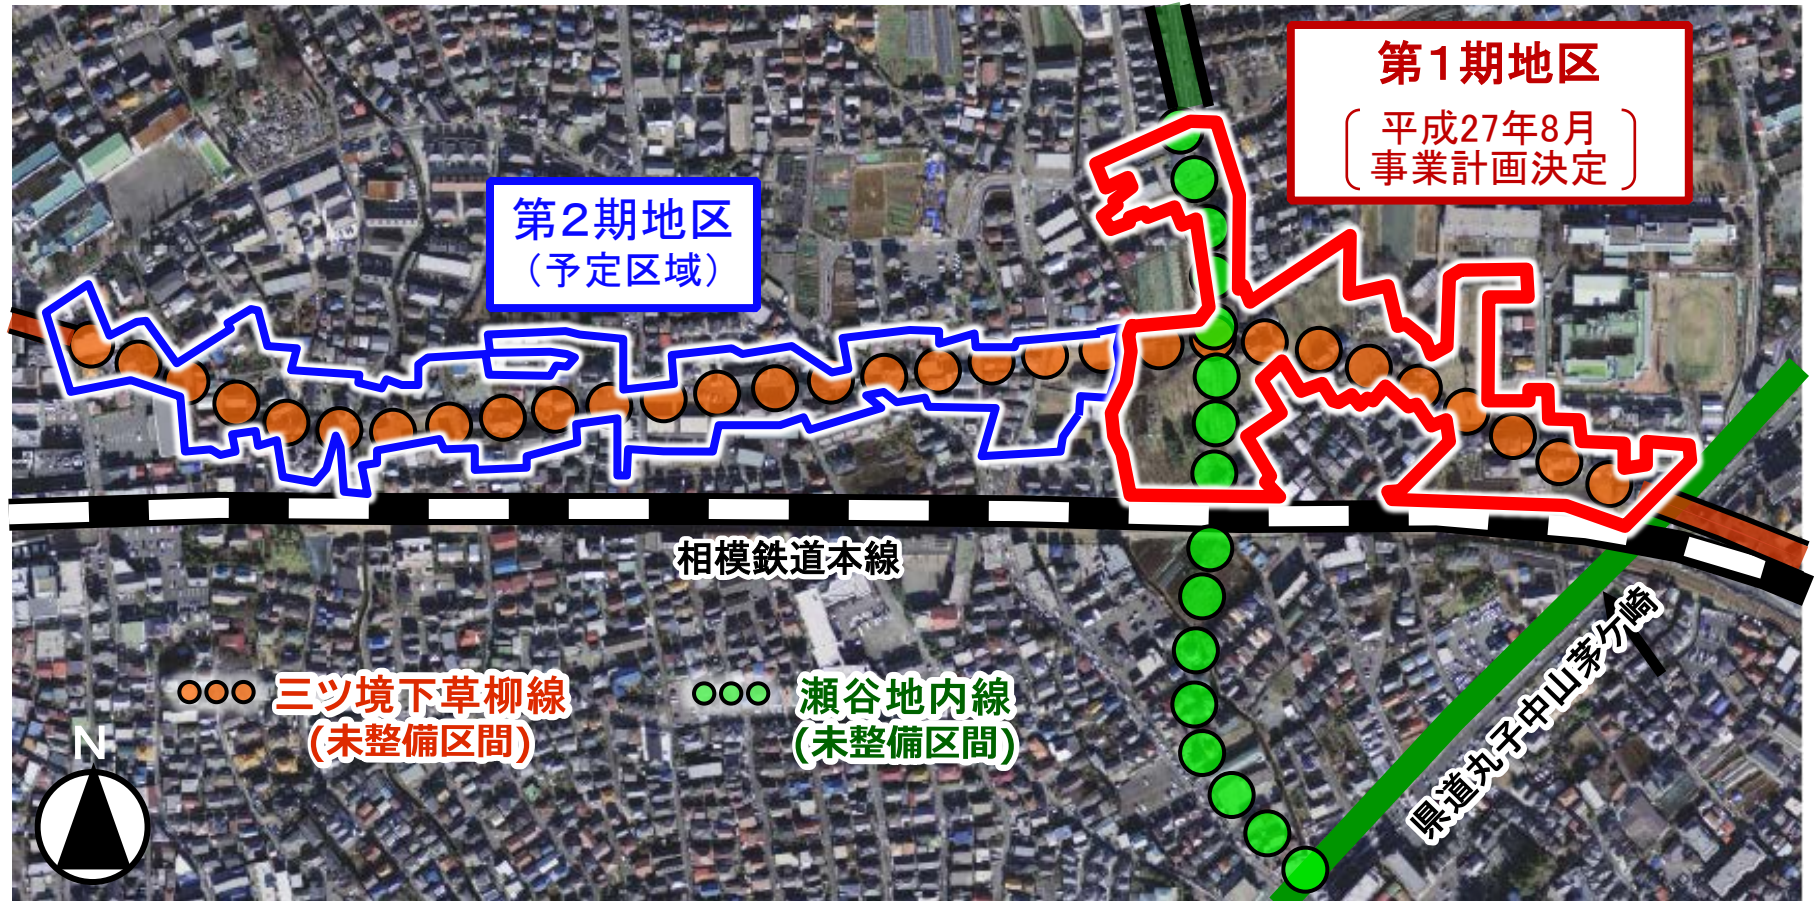 第1期地区
平成27年8月
事業計画決定
第2期地区
（予定区域）
相模鉄道本線
三ツ境下草柳線
(未整備区間)
瀬谷地内線
(未整備区間)
県道丸子中山茅ケ崎
N